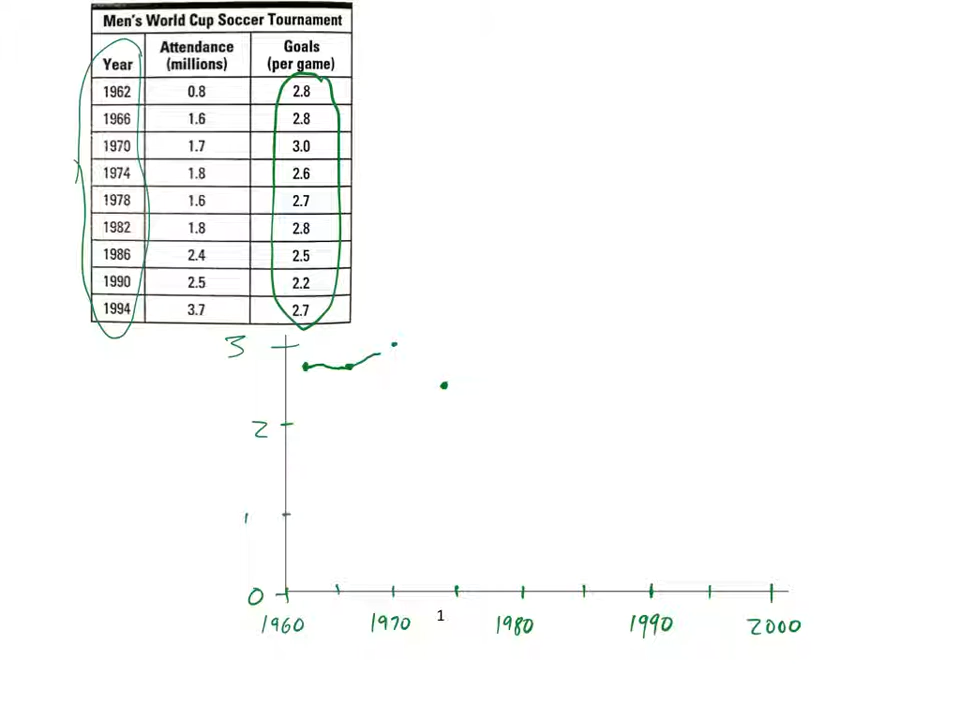 Men's World Cup Soccer Tournament
Year Attendance (millions) Goals (per game)
1962 0.8 2.8
1966 1.6 2.8
1970 1.7 3.0
1974 1.8 2.6
1978 1.6 2.7
1982 1.8 2.8
1986 2.4 2.5
1990 2.5 2.2
1994 3.7 2.7
3
2
1
0
1960 1970 1 1980 1990 2000